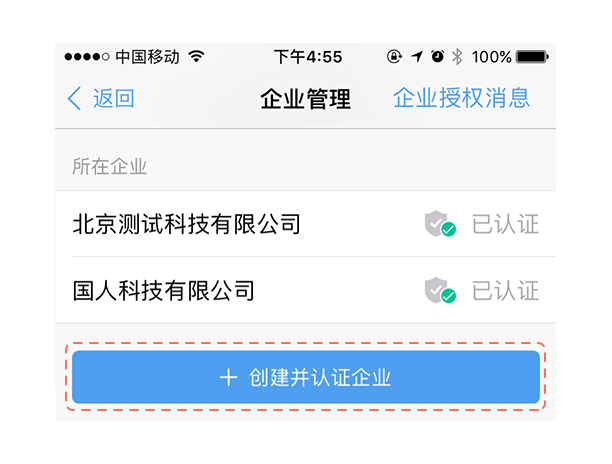 中国移动 下午4:55 100%
返回 企业管理 企业授权消息
所在企业
北京测试科技有限公司 已认证
国人科技有限公司 已认证
+ 创建并认证企业